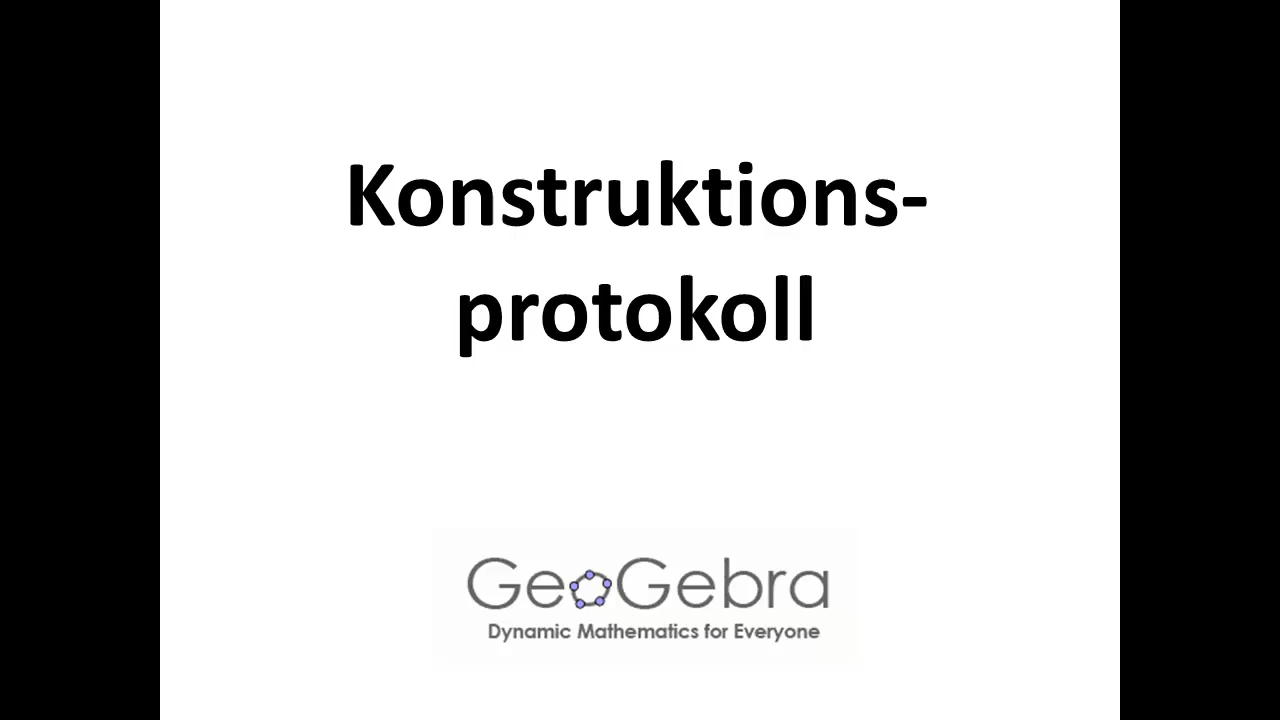 Konstruktions-
protokoll
GeoGebra
Dynamic Mathematics for Everyone